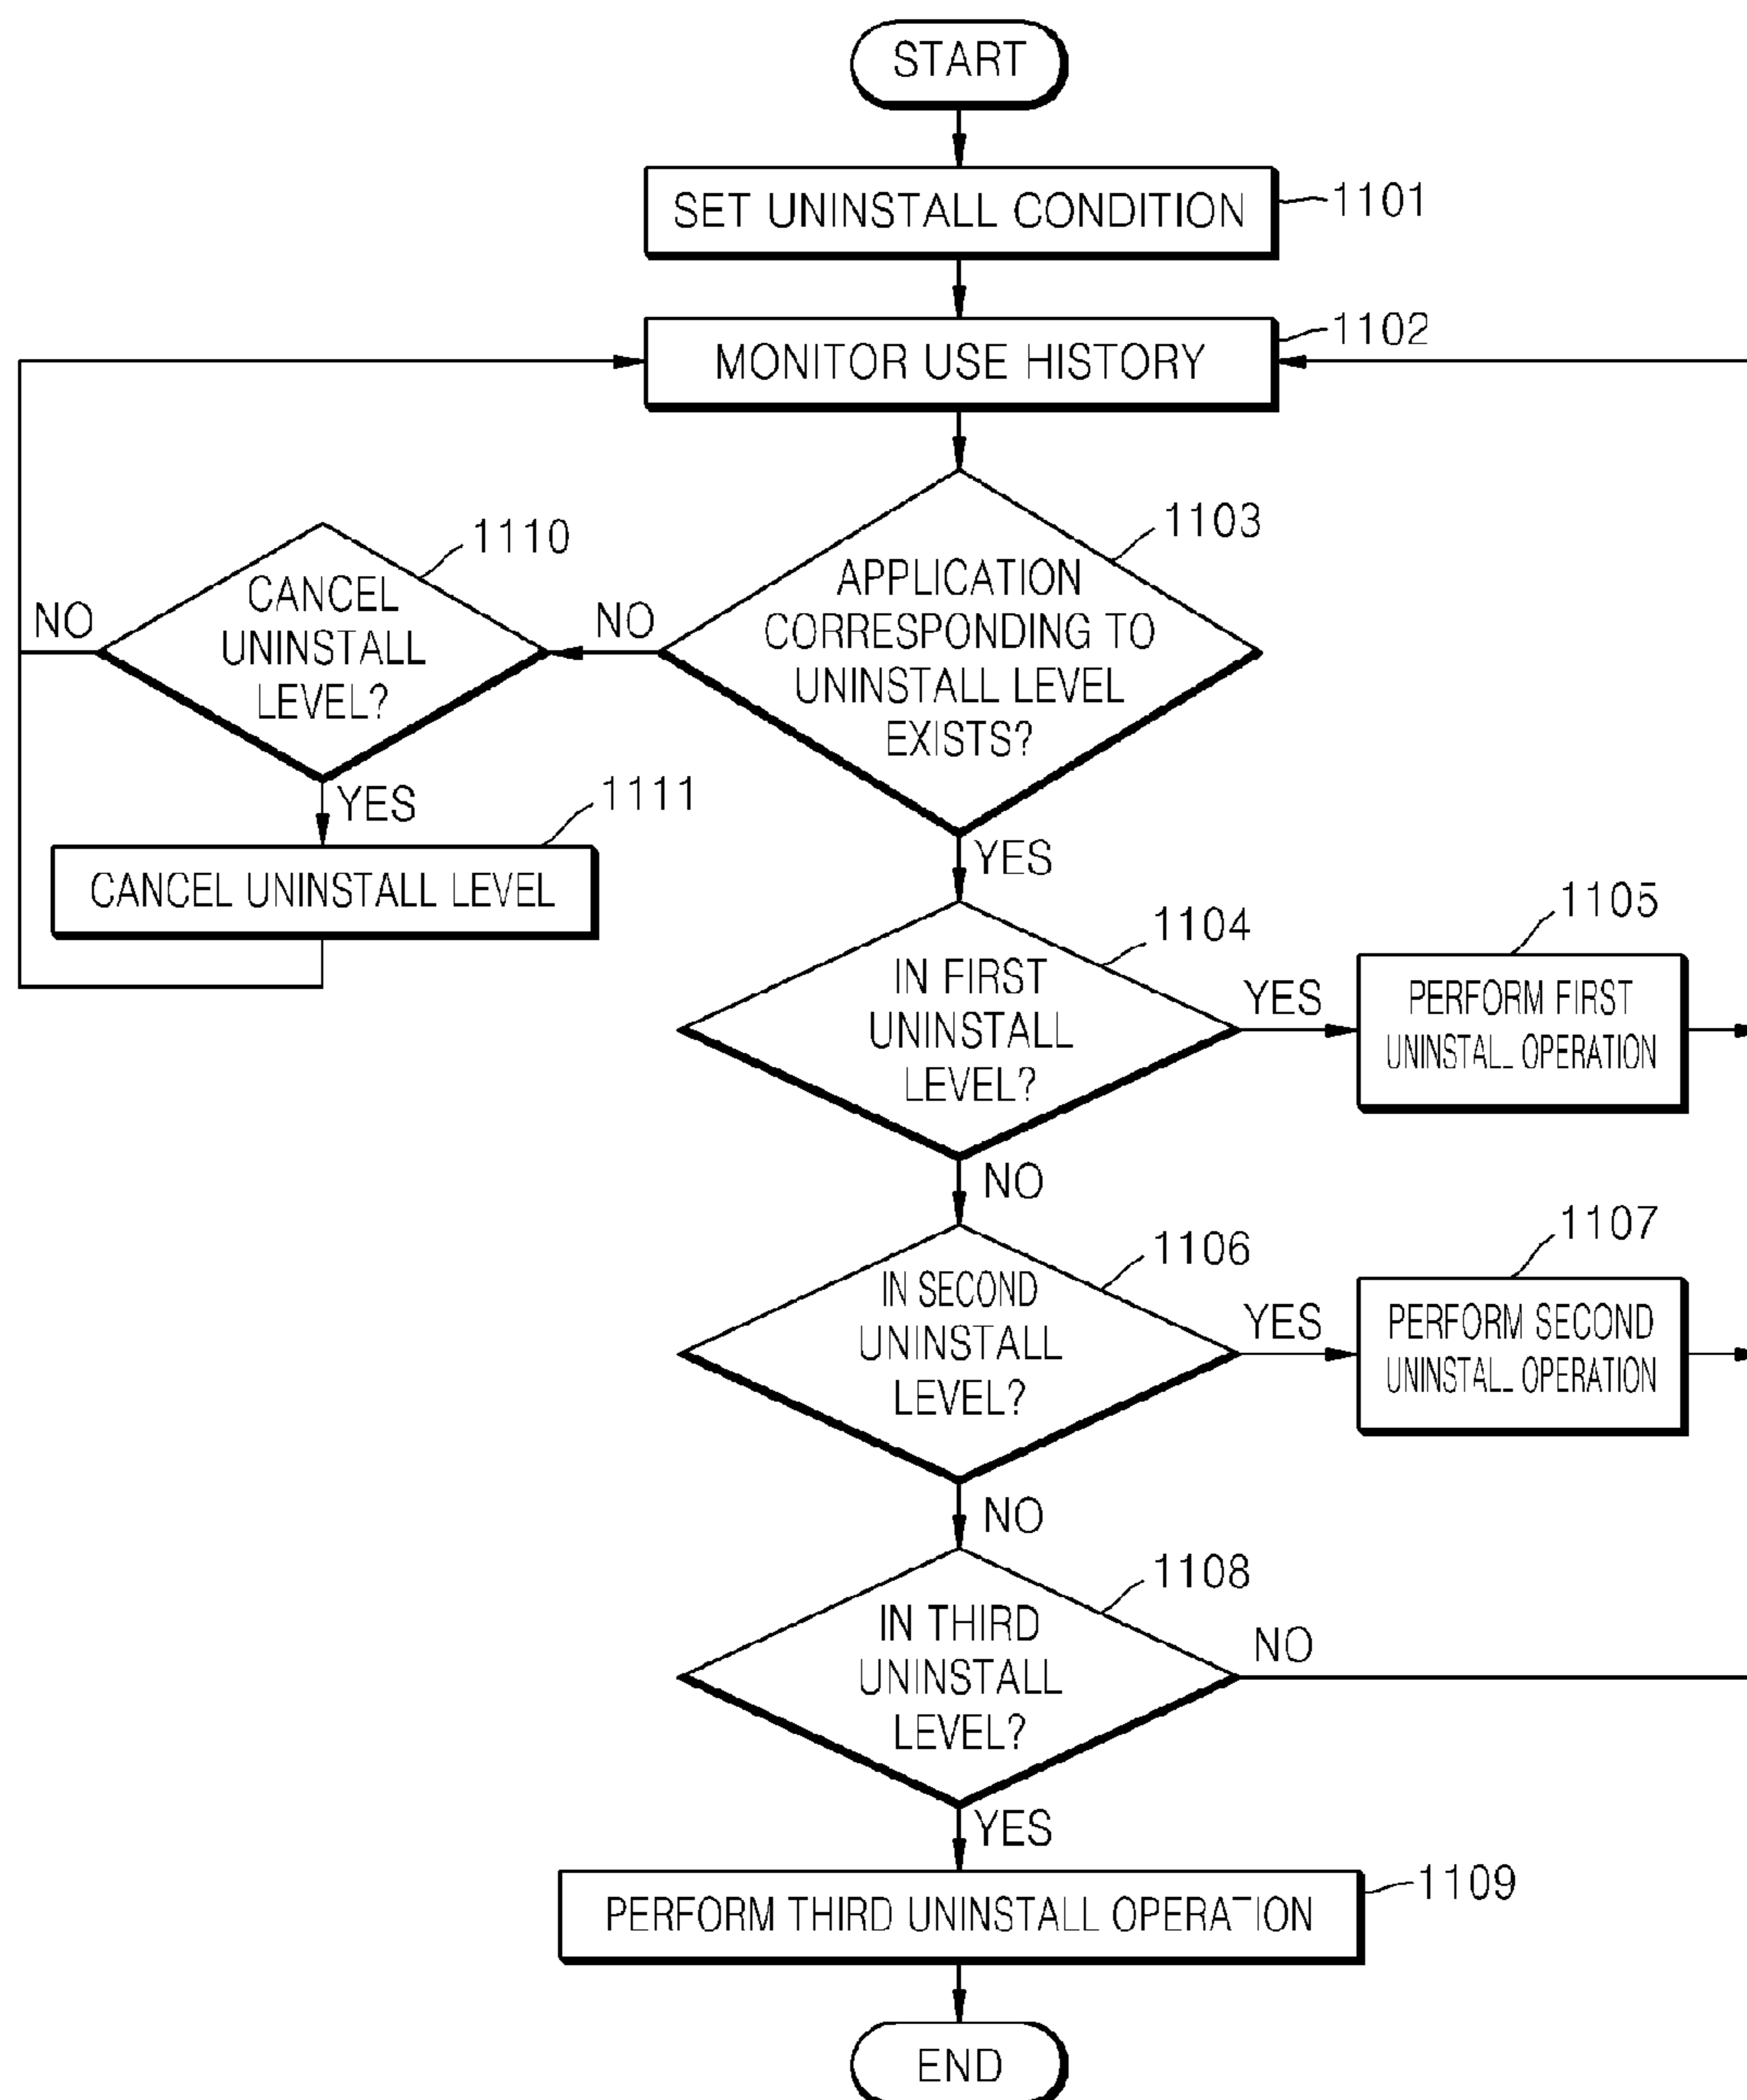 START
SET UNINSTALL CONDITION
1101
MONITOR USE HISTORY
1102
APPLICATION
CORRESPONDING TO
UNINSTALL LEVEL
EXISTS?
1103
NO
CANCEL
UNINSTALL
LEVEL?
1110
NO
YES
CANCEL UNINSTALL LEVEL
1111
YES
IN FIRST
UNINSTALL
LEVEL?
1104
YES
PERFORM FIRST
UNINSTALL OPERATION
1105
NO
IN SECOND
UNINSTALL
LEVEL?
1106
YES
PERFORM SECOND
UNINSTALL OPERATION
1107
NO
IN THIRD
UNINSTALL
LEVEL?
1108
NO
YES
PERFORM THIRD UNINSTALL OPERATION
1109
END